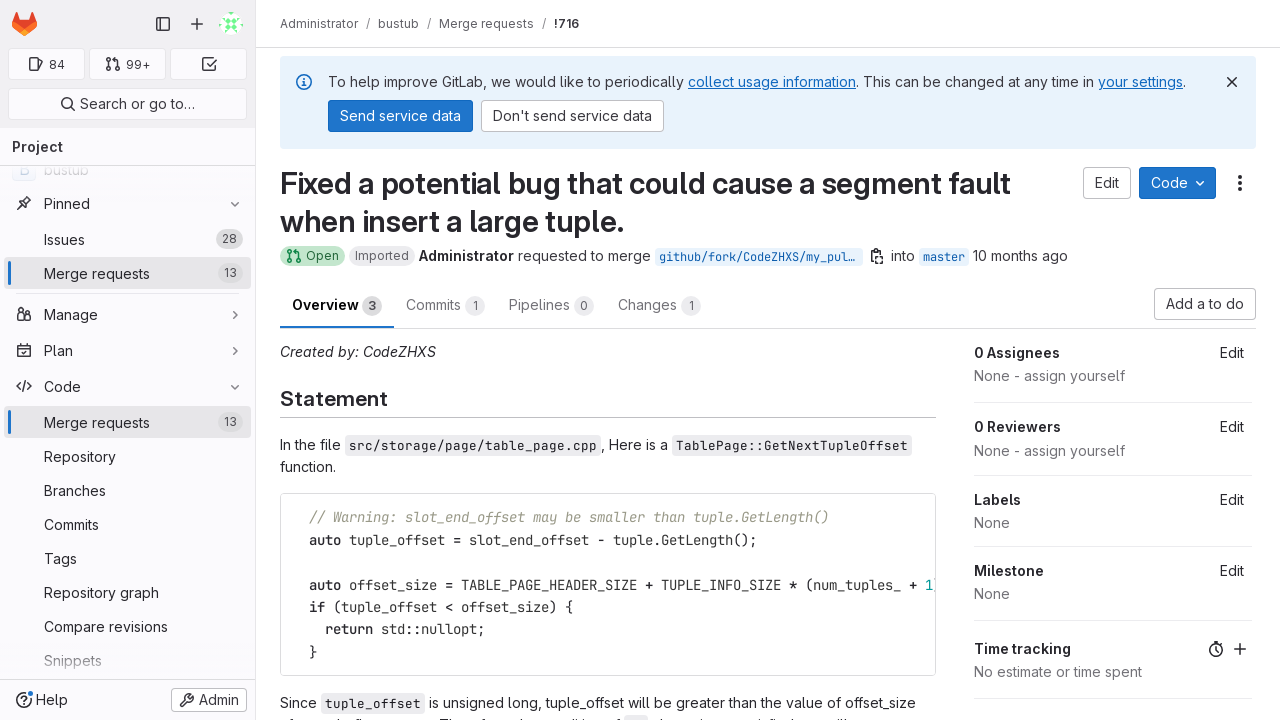 84
99+
Search or go to…
Project
B bustub
Pinned
Issues 28
Merge requests 13
Manage
Plan
Code
Merge requests 13
Repository
Branches
Commits
Tags
Repository graph
Compare revisions
Snippets
Help
Admin
Administrator / bustub / Merge requests / !716
To help improve GitLab, we would like to periodically collect usage information. This can be changed at any time in your settings.
Send service data
Don't send service data
Fixed a potential bug that could cause a segment fault
when insert a large tuple.
Edit
Code
Open Imported Administrator requested to merge github/fork/CodeZHXS/my_pul… into master 10 months ago
Overview 3
Commits 1
Pipelines 0
Changes 1
Add a to do
Created by: CodeZHXS
Statement
In the file src/storage/page/table_page.cpp, Here is a TablePage::GetNextTupleOffset
function.
// Warning: slot_end_offset may be smaller than tuple.GetLength()
auto tuple_offset = slot_end_offset - tuple.GetLength();
auto offset_size = TABLE_PAGE_HEADER_SIZE + TUPLE_INFO_SIZE * (num_tuples_ + 1)
if (tuple_offset < offset_size) {
return std::nullopt;
}
Since tuple_offset is unsigned long, tuple_offset will be greater than the value of offset_size
0 Assignees
Edit
None - assign yourself
0 Reviewers
Edit
None - assign yourself
Labels
Edit
None
Milestone
Edit
None
Time tracking
No estimate or time spent